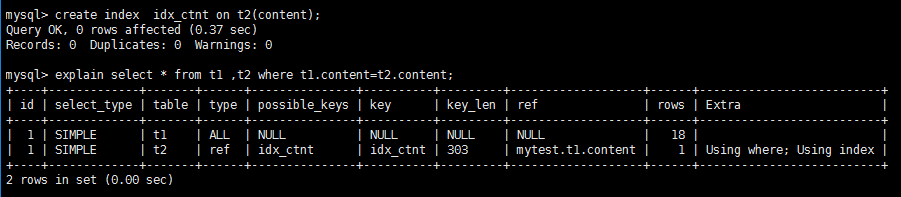 mysql> create index  idx_ctnt on t2(content);
Query OK, 0 rows affected (0.37 sec)
Records: 0  Duplicates: 0  Warnings: 0

mysql> explain select * from t1 ,t2 where t1.content=t2.content;
+----+-------------+-------+------+---------------+----------+---------+-------------------+------+--------------------------+
| id | select_type | table | type | possible_keys | key      | key_len | ref               | rows | Extra                    |
+----+-------------+-------+------+---------------+----------+---------+-------------------+------+--------------------------+
|  1 | SIMPLE      | t1    | ALL  | NULL          | NULL     | NULL    | NULL              |   18 |                          |
|  1 | SIMPLE      | t2    | ref  | idx_ctnt      | idx_ctnt | 303     | mytest.t1.content |    1 | Using where; Using index |
+----+-------------+-------+------+---------------+----------+---------+-------------------+------+--------------------------+
2 rows in set (0.00 sec)